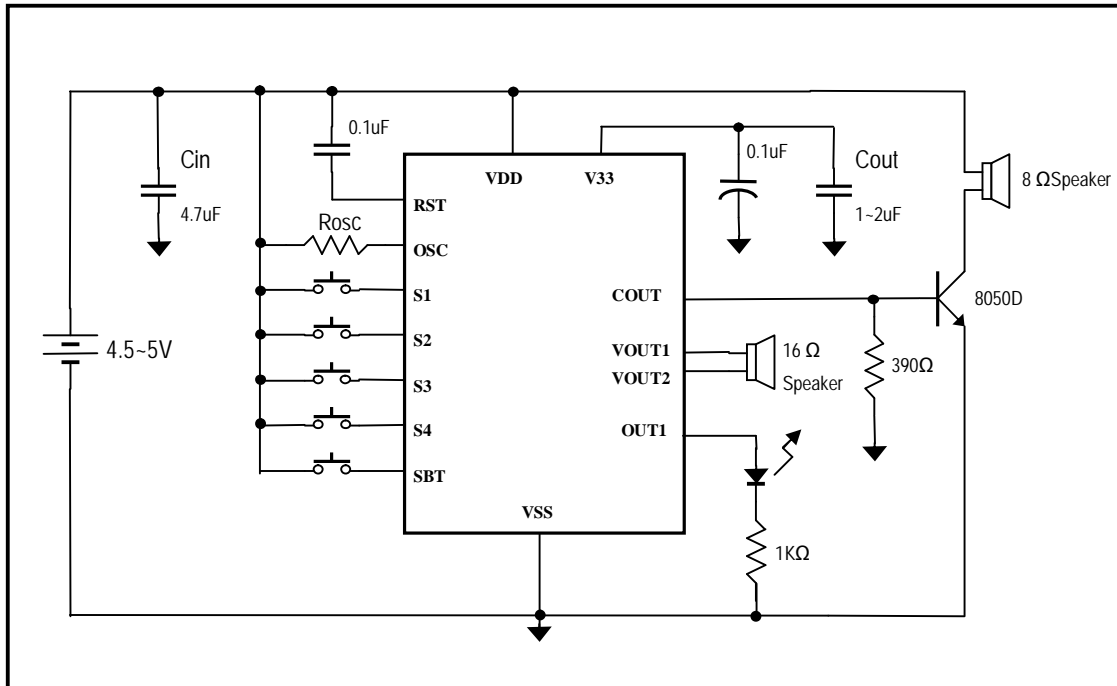 0.1uF
Cin
4.7uF
VDD
V33
0.1uF
Cout
1~2uF
8 ΩSpeaker
RST
Rosc
OSC
S1
COUT
8050D
S2
4.5~5V
VOUT1
16 Ω
390Ω
S3
VOUT2
Speaker
S4
OUT1
SBT
VSS
1KΩ